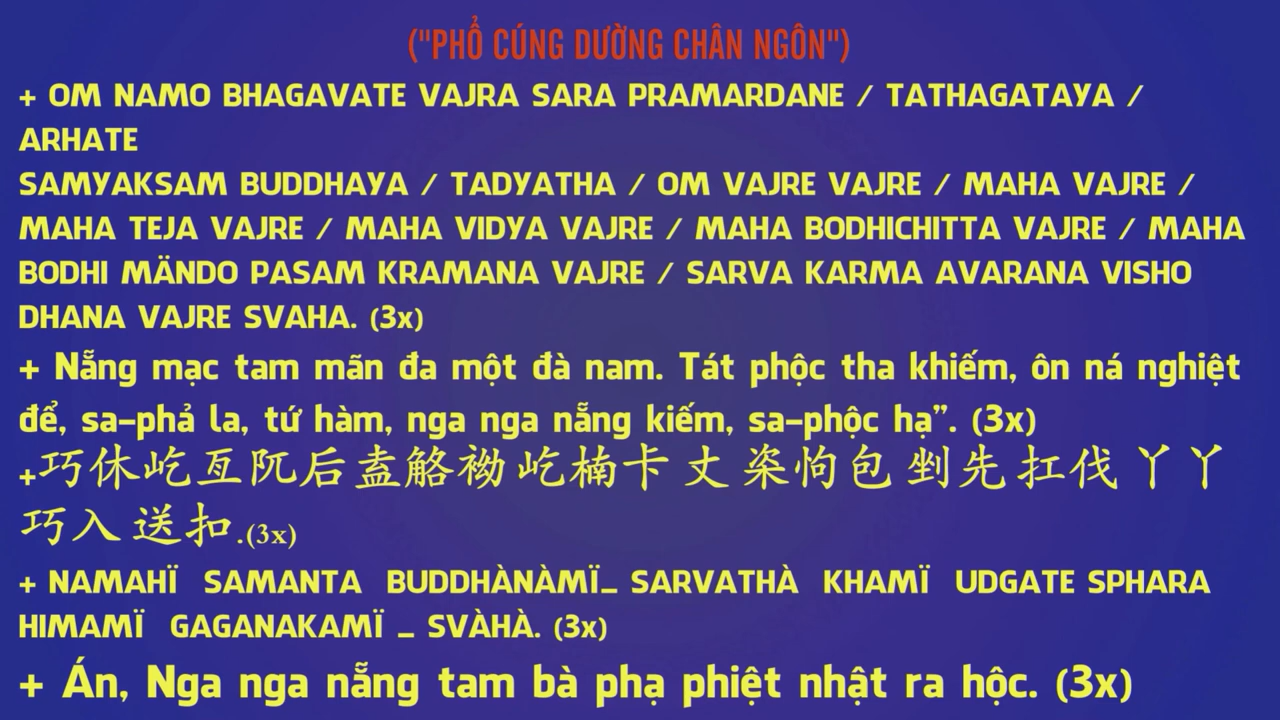 ("PHỔ CÚNG DƯỜNG CHÂN NGÔN")
+ OM NAMO BHAGAVATE VAJRA SARA PRAMARDANE / TATHAGATAYA /
ARHATE
SAMYAKSAM BUDDHAYA / TADYATHA / OM VAJRE VAJRE / MAHA VAJRE /
MAHA TEJA VAJRE / MAHA VIDYA VAJRE / MAHA BODHICHITTA VAJRE / MAHA
BODHI MÄNDO PASAM KRAMANA VAJRE / SARVA KARMA AVARANA VISHO
DHANA VAJRE SVAHA. (3x)
+ Nẵng mạc tam mãn đa một đà nam. Tát phộc tha khiếm, ôn ná nghiệt
để, sa-phả la, tứ hàm, nga nga nẵng kiếm, sa-phộc hạ”. (3x)
+巧休屹亙阮后盍觡袎屹楠卡丈 楶恦包 剉先扛伐 丫丫
巧入送扣.(3x)
+ NAMAHÏ SAMANTA BUDDHÀNÀMÏ_ SARVATHÀ KHAMÏ UDGATE SPHARA
HIMAMÏ GAGANAKAMÏ _ SVÀHÀ. (3x)
+ Án, Nga nga nẵng tam bà phạ phiệt nhật ra hộc. (3x)